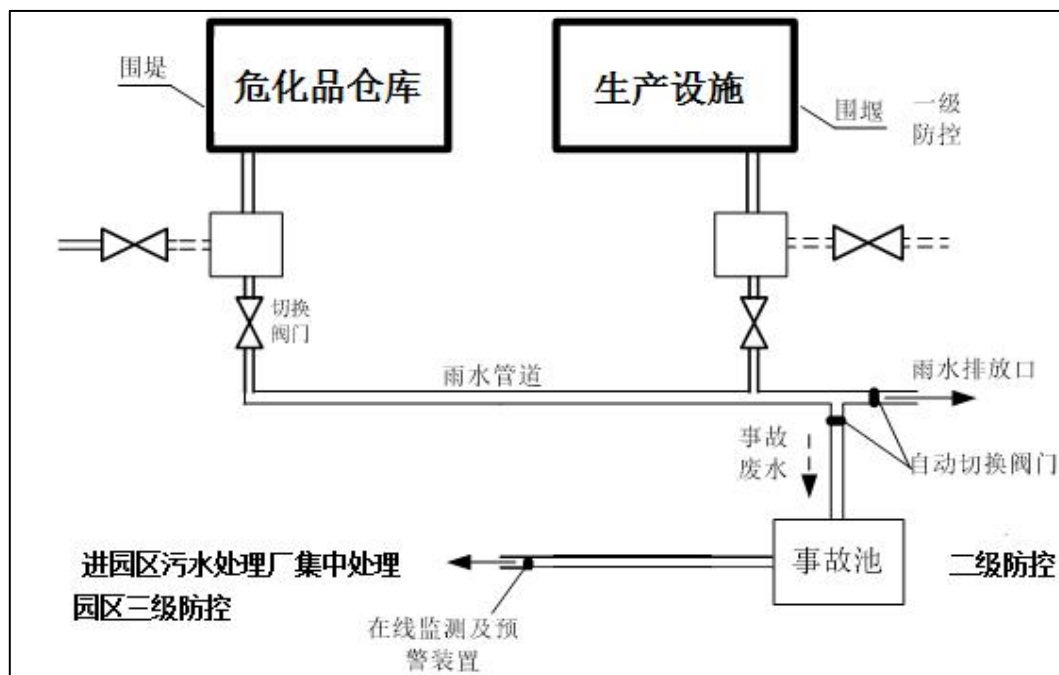 围堤
危化品仓库
生产设施
围堰
一级
防控
切换
阀门
雨水管道
雨水排放口
事故
废水
自动切换阀门
进园区污水处理厂集中处理
园区三级防控
事故池
二级防控
在线监测及预
警装置